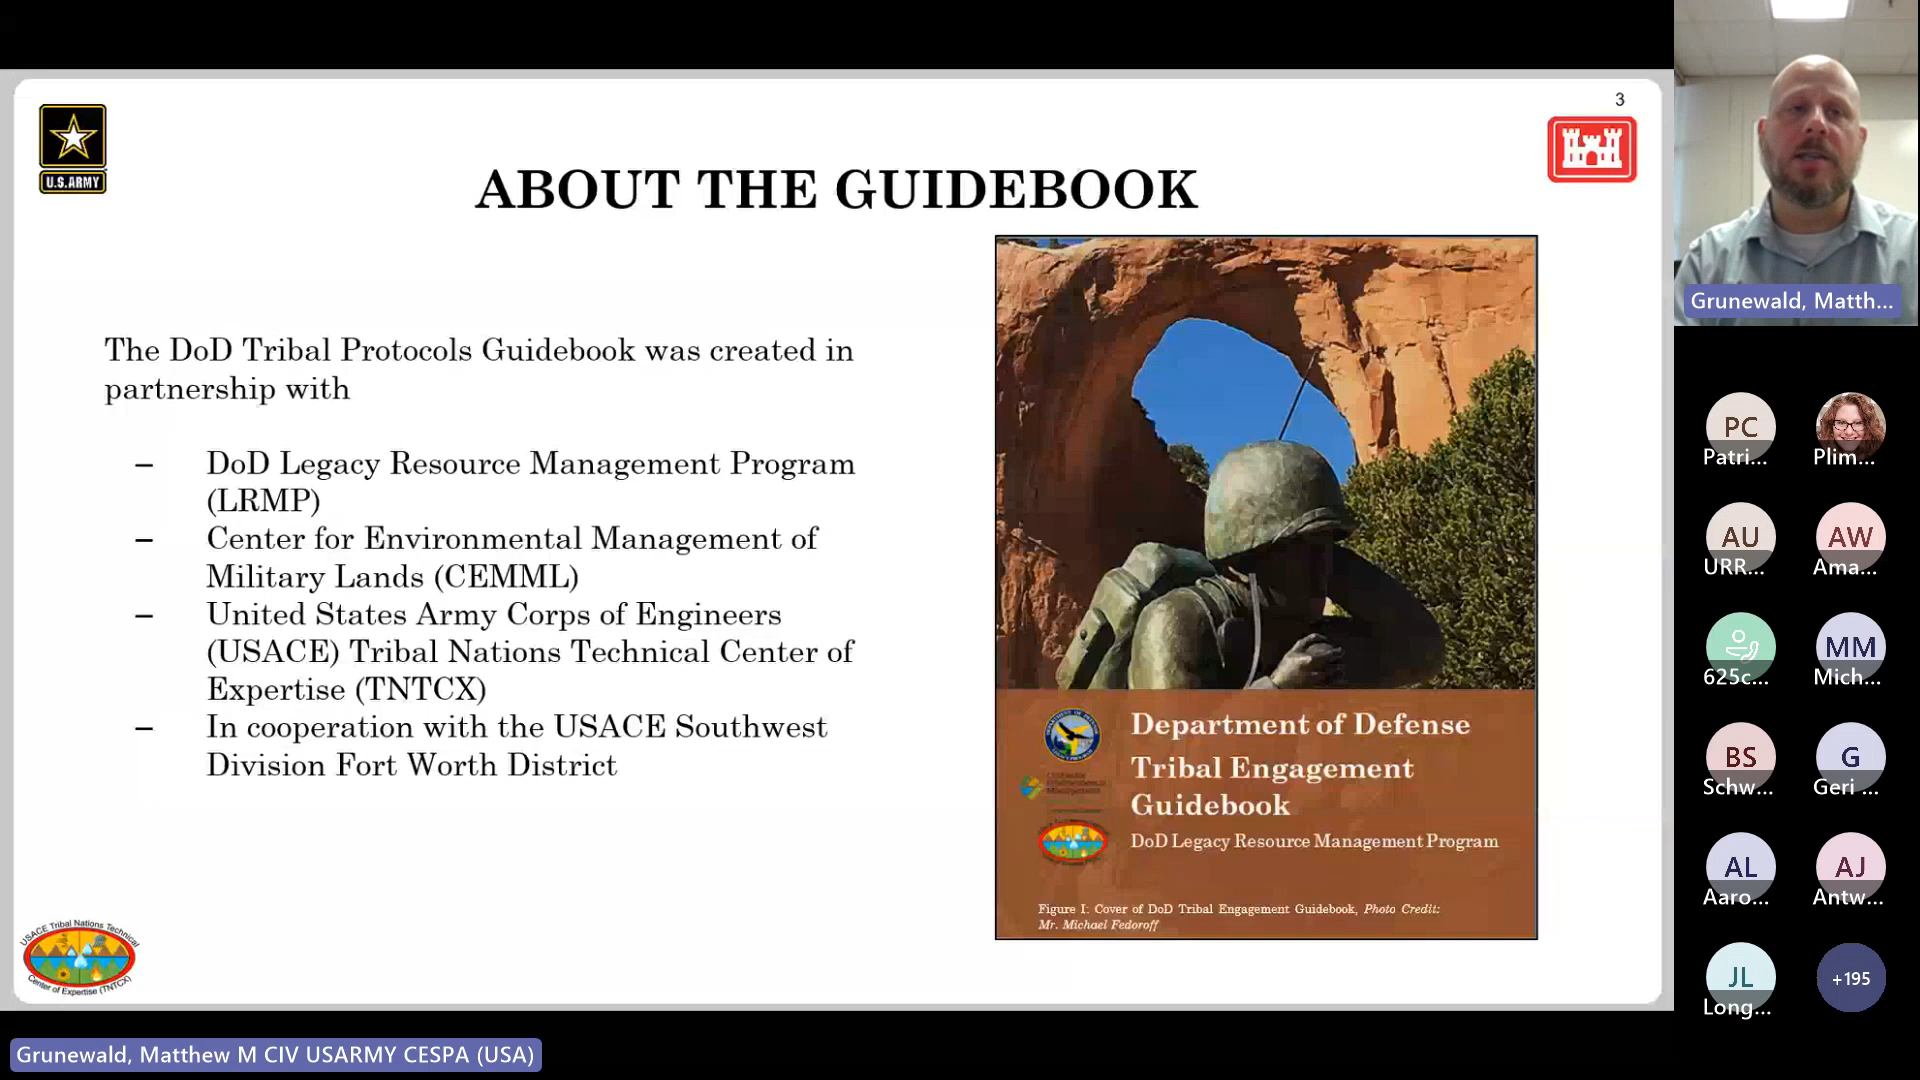 3
U.S.ARMY
ABOUT THE GUIDEBOOK
The DoD Tribal Protocols Guidebook was created in
partnership with
– DoD Legacy Resource Management Program
(LRMP)
– Center for Environmental Management of
Military Lands (CEMML)
– United States Army Corps of Engineers
(USACE) Tribal Nations Technical Center of
Expertise (TNTCX)
– In cooperation with the USACE Southwest
Division Fort Worth District
Department of Defense
Tribal Engagement
Guidebook
DoD Legacy Resource Management Program
Figure I: Cover of DoD Tribal Engagement Guidebook, Photo Credit:
Mr. Michael Fedoroff
USACE Tribal Nations Technical
Center of Expertise (TNTCX)
Grunewald, Matthew M CIV USARMY CESPA (USA)
Grunewald, Matth...
PC
Patri...
Plim...
AU
URR...
AW
Ama...
625c...
MM
Mich...
BS
Schw...
G
Geri ...
AL
Aaro...
AJ
Antw...
JL
Long...
+195